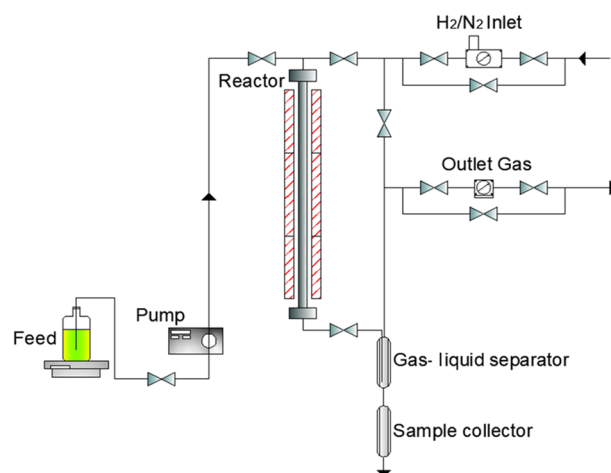 H2/N2 Inlet
Reactor
Outlet Gas
Pump
Feed
Gas- liquid separator
Sample collector